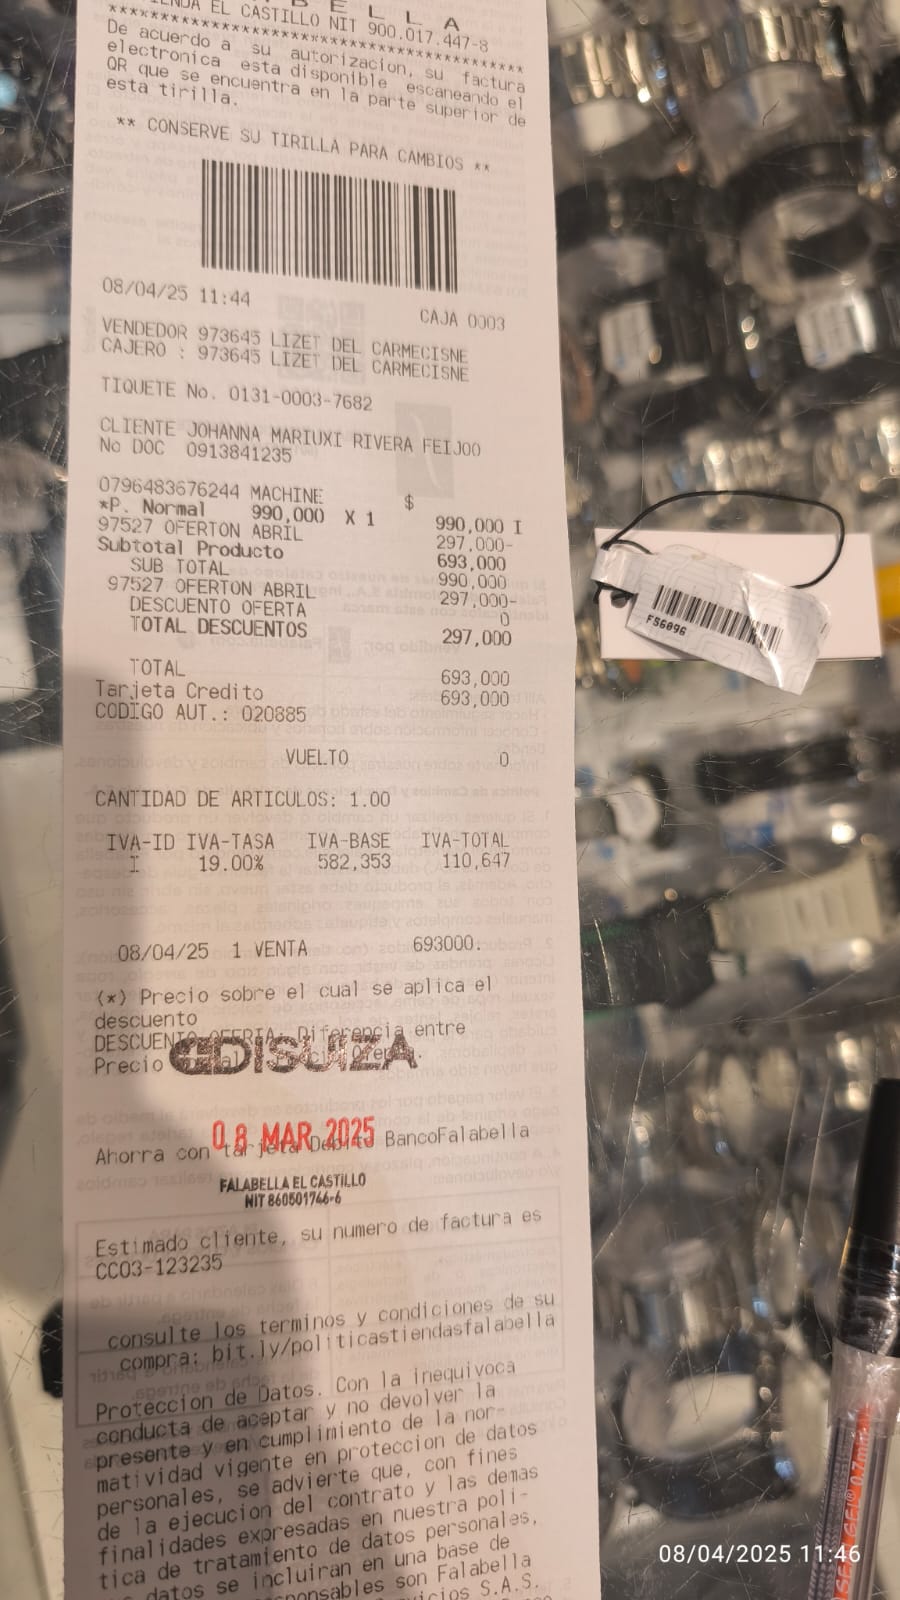 B E L L A
EL CASTILLO NIT 900.017.447-8
****************************************
De acuerdo a su autorizacion, su factura
electronica esta disponible escaneando el
QR que se encuentra en la parte superior de
esta tirilla.
** CONSERVE SU TIRILLA PARA CAMBIOS **
08/04/25 11:44 CAJA 0003
VENDEDOR 973645 LIZET DEL CARMECISNE
CAJERO : 973645 LIZET DEL CARMECISNE
TIQUETE No. 0131-0003-7682
CLIENTE JOHANNA MARIUXI RIVERA FEIJOO
No DOC 0913841235
0796483676244 MACHINE $
*P. Normal 990,000 X 1 990,000 I
97527 OFERTON ABRIL 297,000-
Subtotal Producto 693,000
SUB TOTAL 990,000
97527 OFERTON ABRIL 297,000-
DESCUENTO OFERTA 0
TOTAL DESCUENTOS 297,000
TOTAL 693,000
Tarjeta Credito 693,000
CODIGO AUT.: 020885
VUELTO 0
CANTIDAD DE ARTICULOS: 1.00
IVA-ID IVA-TASA IVA-BASE IVA-TOTAL
I 19.00% 582,353 110,647
08/04/25 1 VENTA 693000.
(*) Precio sobre el cual se aplica el
descuento
DESCUENTO OFERTA: Diferencia entre
Precio
DISUIZA
08 MAR 2025
Ahorra con tarjeta Debito BancoFalabella
FALABELLA EL CASTILLO
NIT 860501766-6
Estimado cliente, su numero de factura es
CC03-123235
consulte los terminos y condiciones de su
compra: bit.ly/politicastiendasfalabella
Proteccion de Datos. Con la inequivoca
conducta de aceptar y no devolver la
presente y en cumplimiento de la nor-
matividad vigente en proteccion de datos
personales, se advierte que, con fines
de la ejecucion del contrato y las demas
finalidades expresadas en nuestra poli-
tica de tratamiento de datos personales,
datos se incluiran en una base de
son Falabella
S.A.S.
FS6096
GEL 0.7mm
08/04/2025 11:46